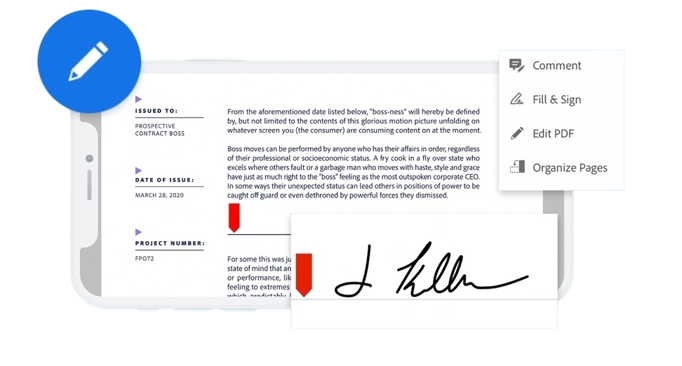 ISSUED TO:
PROSPECTIVE
CONTRACT BOSS
DATE OF ISSUE:
MARCH 28, 2020
PROJECT NUMBER:
FPO72
From the aforementioned date listed below, "boss-ness" will hereby be defined
by, but not limited to the contents of this glorious motion picture unfolding on
whatever screen you (the consumer) are consuming content on at the moment.
Boss moves can be performed by anyone who has their affairs in order, regardless
of their professional or socioeconomic status. A fry cook in a fly over state who
excels where others fault or a garbage man who moves with haste, style and grace
have just as much right to the "boss" feeling as the most outspoken corporate CEO.
In some ways their unexpected status can lead others in positions of power to be
caught off guard or even dethroned by powerful forces they dismissed.
For some this was ju
state of mind that an
or performance, lik
feeling to extremes
which, predictably, l
Comment
Fill & Sign
Edit PDF
Organize Pages